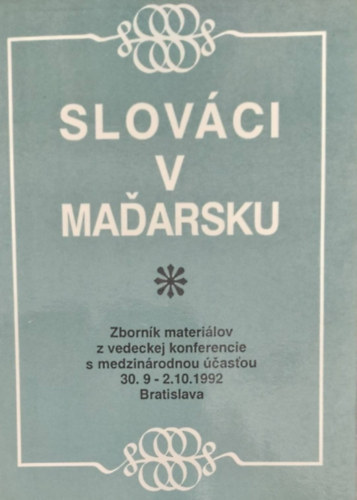 SLOVÁCI
V
MAĎARSKU
Zborník materiálov
z vedeckej konferencie
s medzinárodnou účasťou
30. 9 - 2.10.1992
Bratislava